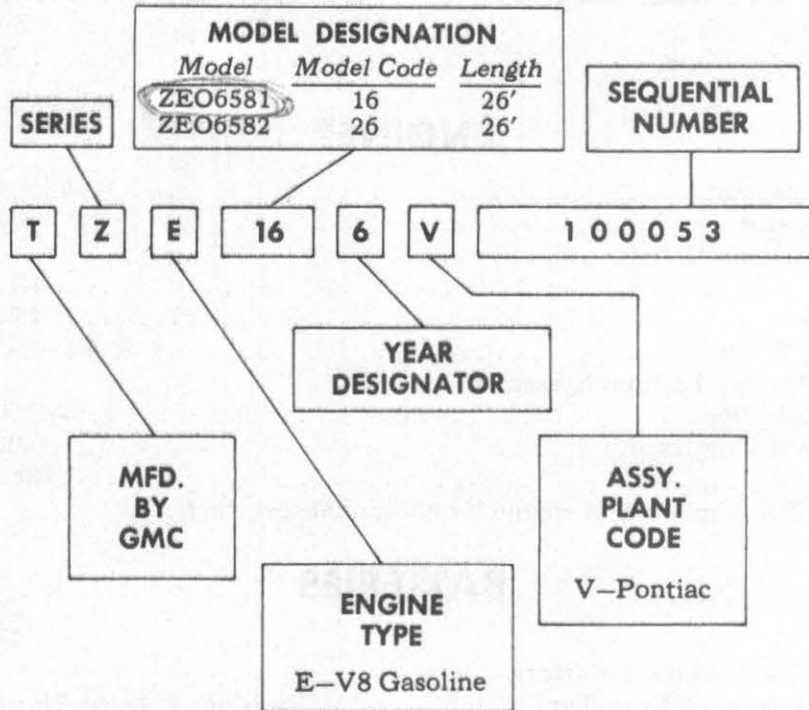 MODEL DESIGNATION
Model Model Code Length
ZEO6581 16 26'
ZEO6582 26 26'
SERIES
SEQUENTIAL
NUMBER
T Z E 16 6 V 100053
YEAR
DESIGNATOR
MFD.
BY
GMC
ASSY.
PLANT
CODE
V—Pontiac
ENGINE
TYPE
E—V8 Gasoline